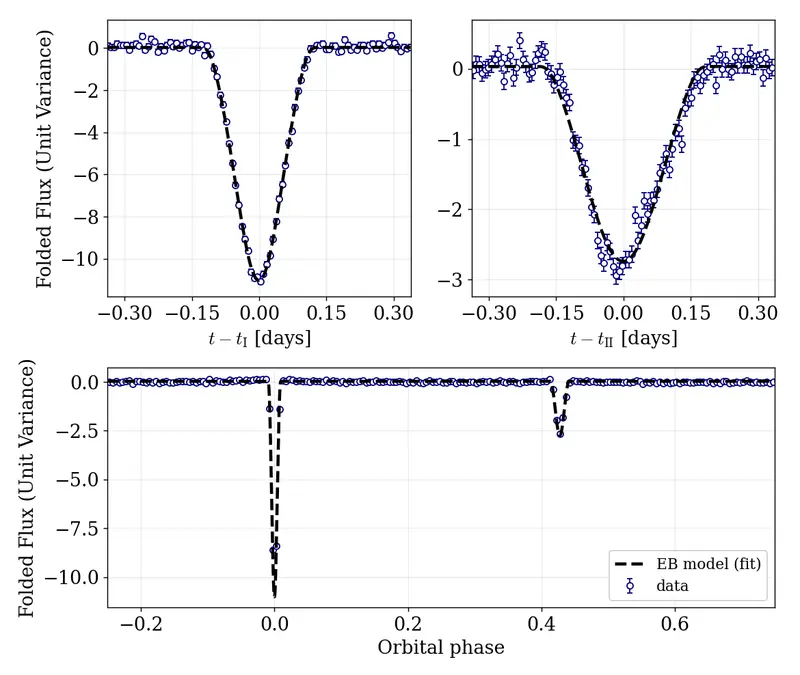 Folded Flux (Unit Variance)
0
−2
−4
−6
−8
−10
−0.30 −0.15 0.00 0.15 0.30
t − t_I [days]
0
−1
−2
−3
−0.30 −0.15 0.00 0.15 0.30
t − t_II [days]
Folded Flux (Unit Variance)
0.0
−2.5
−5.0
−7.5
−10.0
−0.2 0.0 0.2 0.4 0.6
Orbital phase
EB model (fit)
data